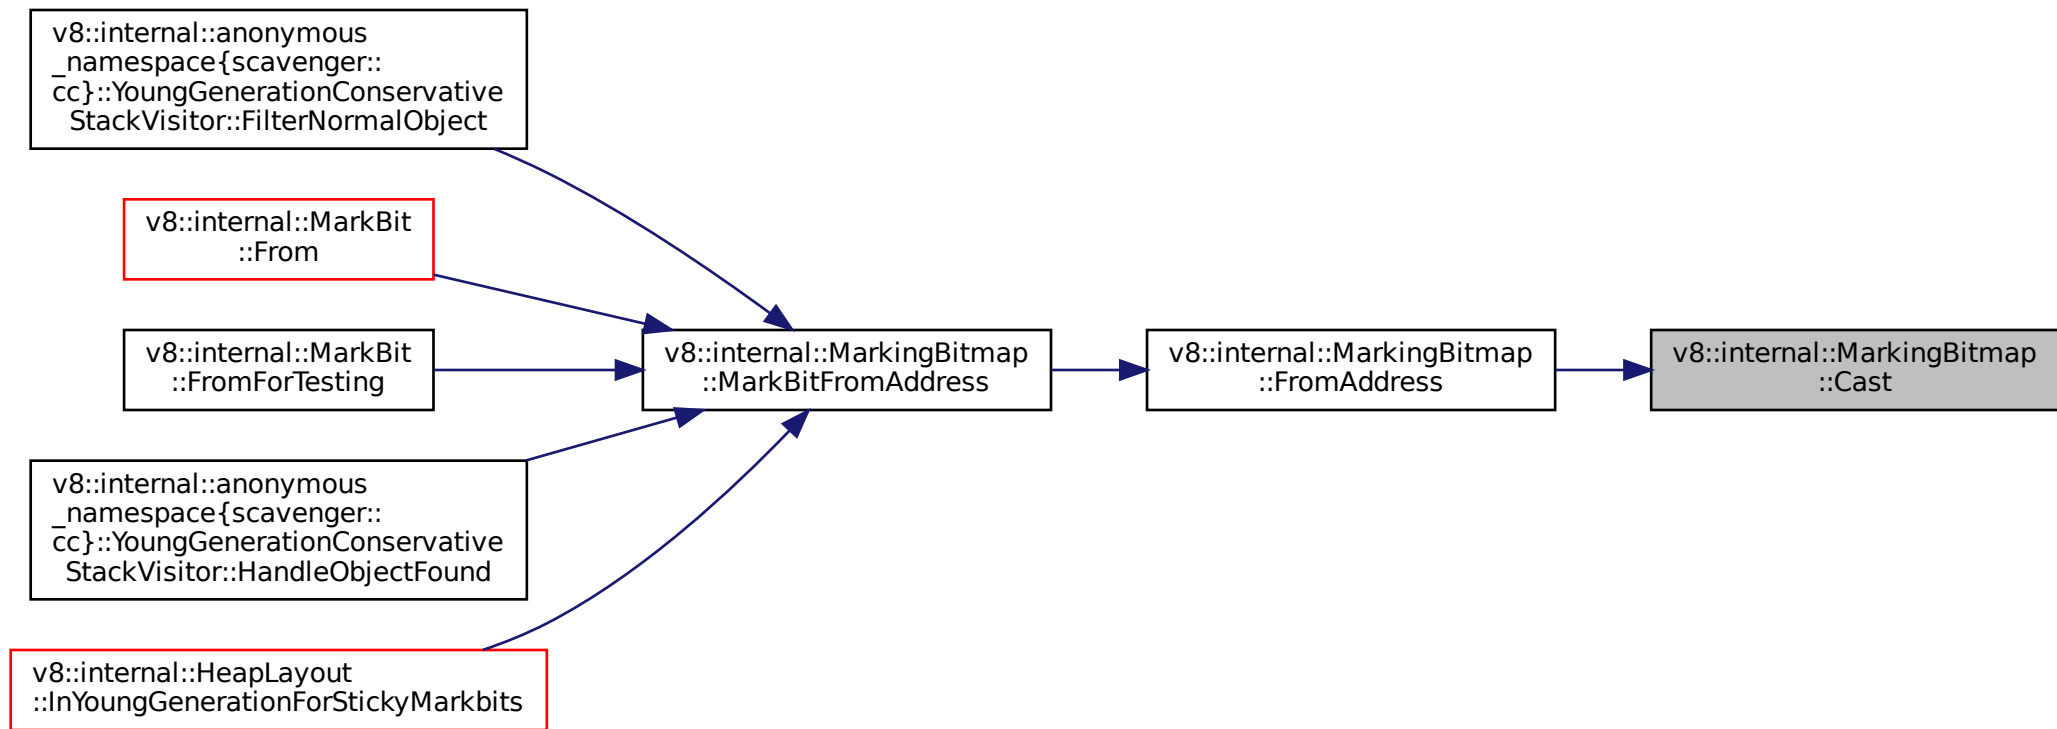 v8::internal::anonymous
_namespace{scavenger::
cc}::YoungGenerationConservative
StackVisitor::FilterNormalObject
v8::internal::MarkBit
::From
v8::internal::MarkBit
::FromForTesting
v8::internal::anonymous
_namespace{scavenger::
cc}::YoungGenerationConservative
StackVisitor::HandleObjectFound
v8::internal::HeapLayout
::InYoungGenerationForStickyMarkbits
v8::internal::MarkingBitmap
::MarkBitFromAddress
v8::internal::MarkingBitmap
::FromAddress
v8::internal::MarkingBitmap
::Cast